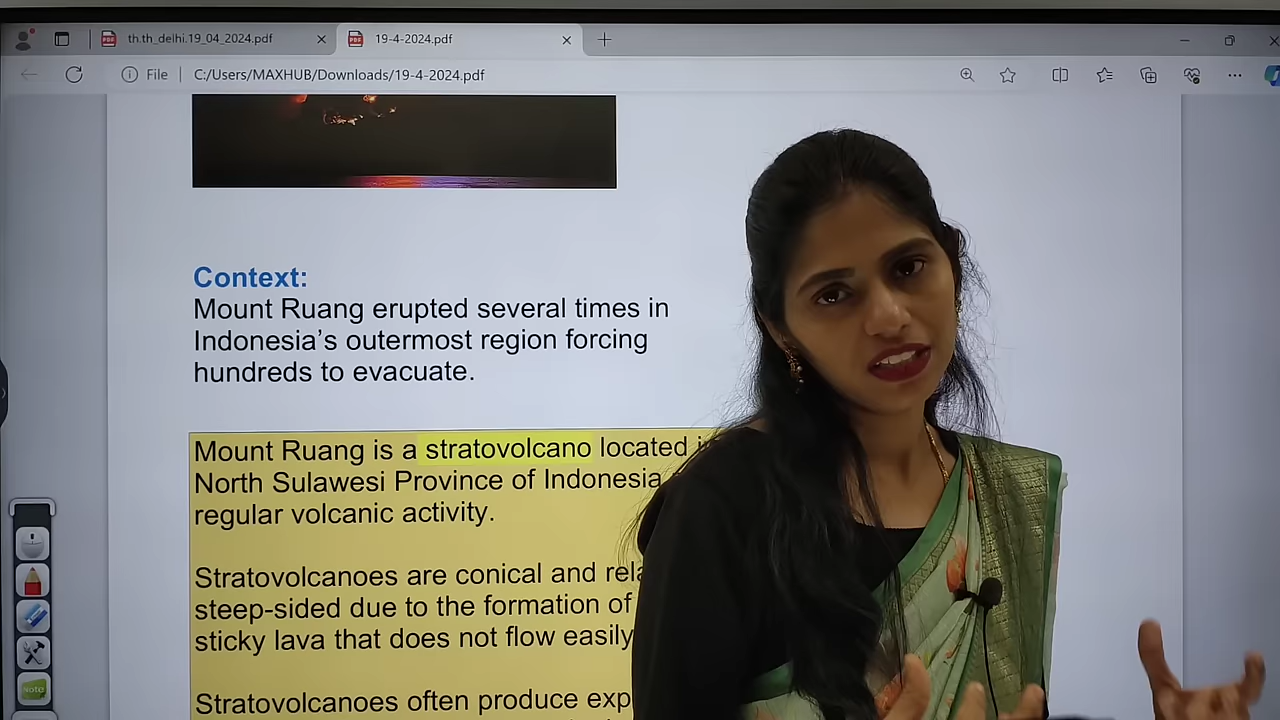 th.th_delhi.19_04_2024.pdf
19-4-2024.pdf
File
C:/Users/MAXHUB/Downloads/19-4-2024.pdf
Context:
Mount Ruang erupted several times in
Indonesia’s outermost region forcing
hundreds to evacuate.
Mount Ruang is a stratovolcano located
North Sulawesi Province of Indonesia
regular volcanic activity.
Stratovolcanoes are conical and
steep-sided due to the formation of
sticky lava that does not flow easily
Stratovolcanoes often produce
NOTE